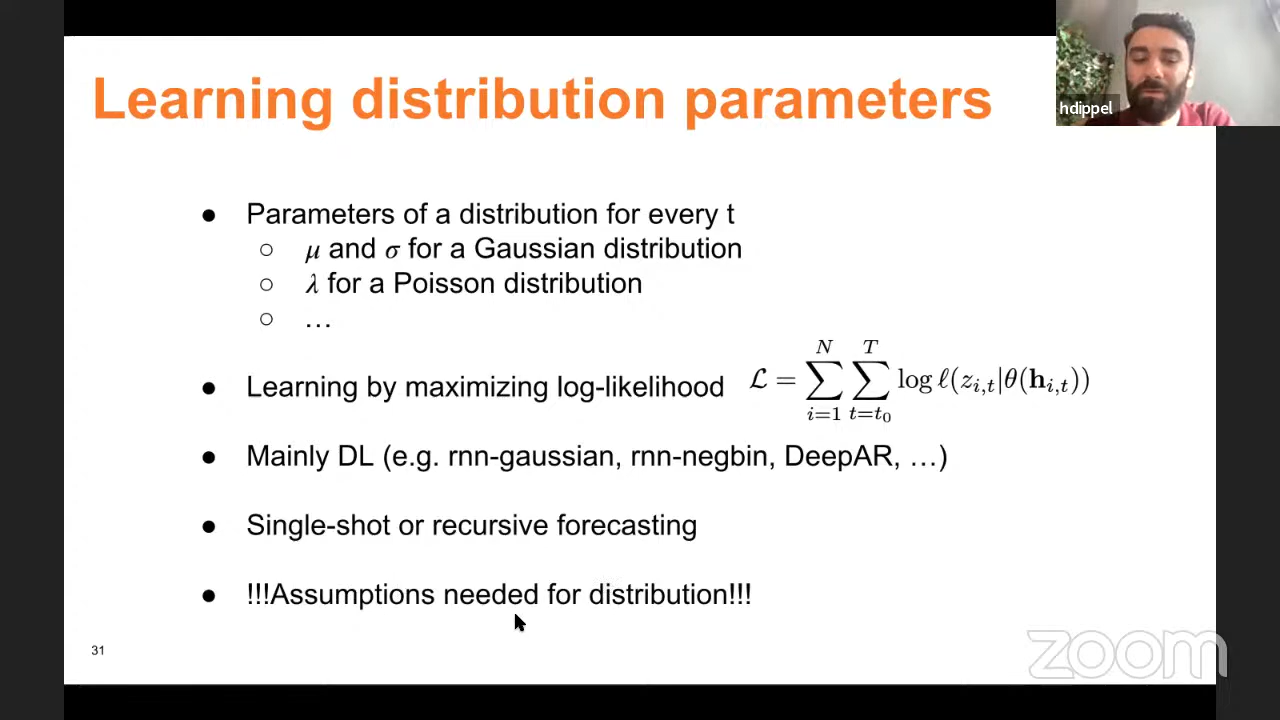 Learning distribution parameters
hdippel
● Parameters of a distribution for every t
○ μ and σ for a Gaussian distribution
○ λ for a Poisson distribution
○ …
● Learning by maximizing log-likelihood ℒ = ∑_{i=1}^{N} ∑_{t=t₀}^{T} log ℓ(z_{i,t}|θ(𝐡_{i,t}))
● Mainly DL (e.g. rnn-gaussian, rnn-negbin, DeepAR, …)
● Single-shot or recursive forecasting
● !!!Assumptions needed for distribution!!!
31
zoom